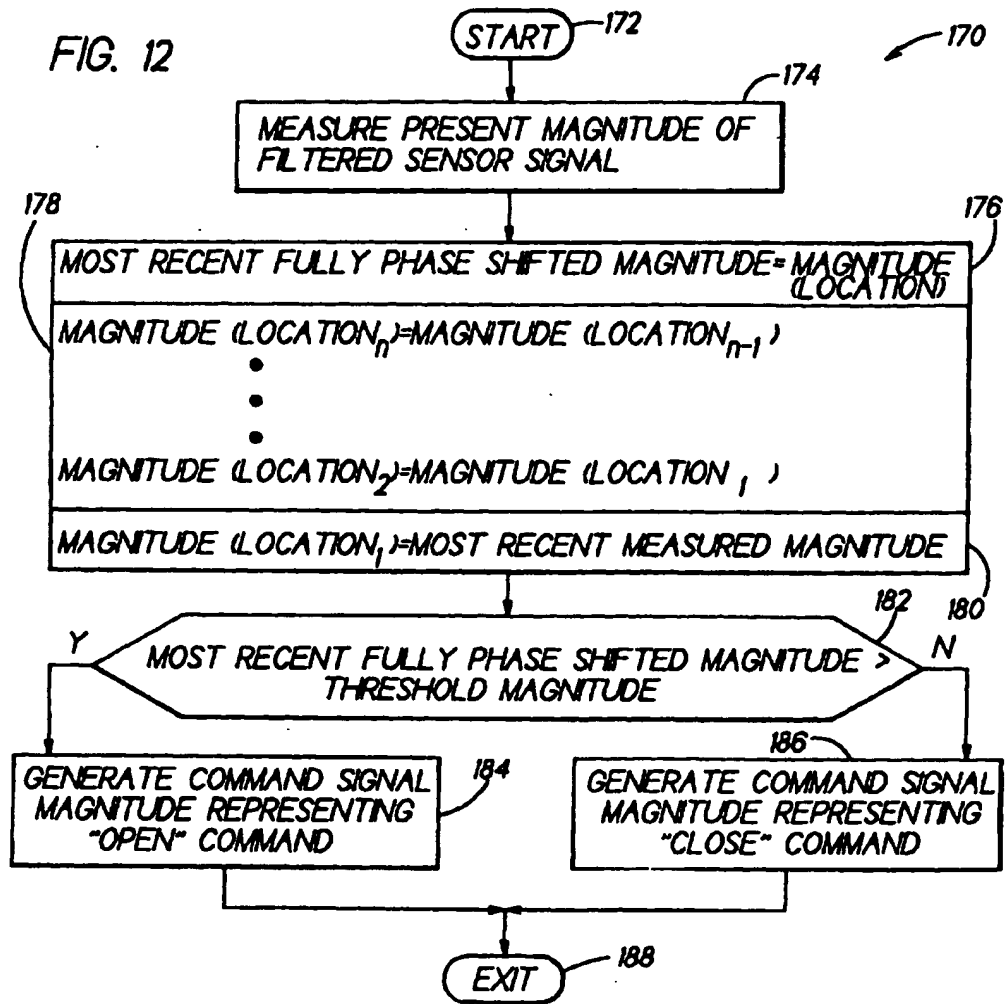 FIG. 12
START
172
170
174
MEASURE PRESENT MAGNITUDE OF
FILTERED SENSOR SIGNAL
178
176
MOST RECENT FULLY PHASE SHIFTED MAGNITUDE=MAGNITUDE
(LOCATION)
MAGNITUDE (LOCATIONₙ)=MAGNITUDE (LOCATIONₙ₋₁)
MAGNITUDE (LOCATION₂)=MAGNITUDE (LOCATION ₁ )
MAGNITUDE (LOCATION₁)=MOST RECENT MEASURED MAGNITUDE
180
182
Y
N
MOST RECENT FULLY PHASE SHIFTED MAGNITUDE >
THRESHOLD MAGNITUDE
184
186
GENERATE COMMAND SIGNAL
MAGNITUDE REPRESENTING
"OPEN" COMMAND
GENERATE COMMAND SIGNAL
MAGNITUDE REPRESENTING
"CLOSE" COMMAND
EXIT
188